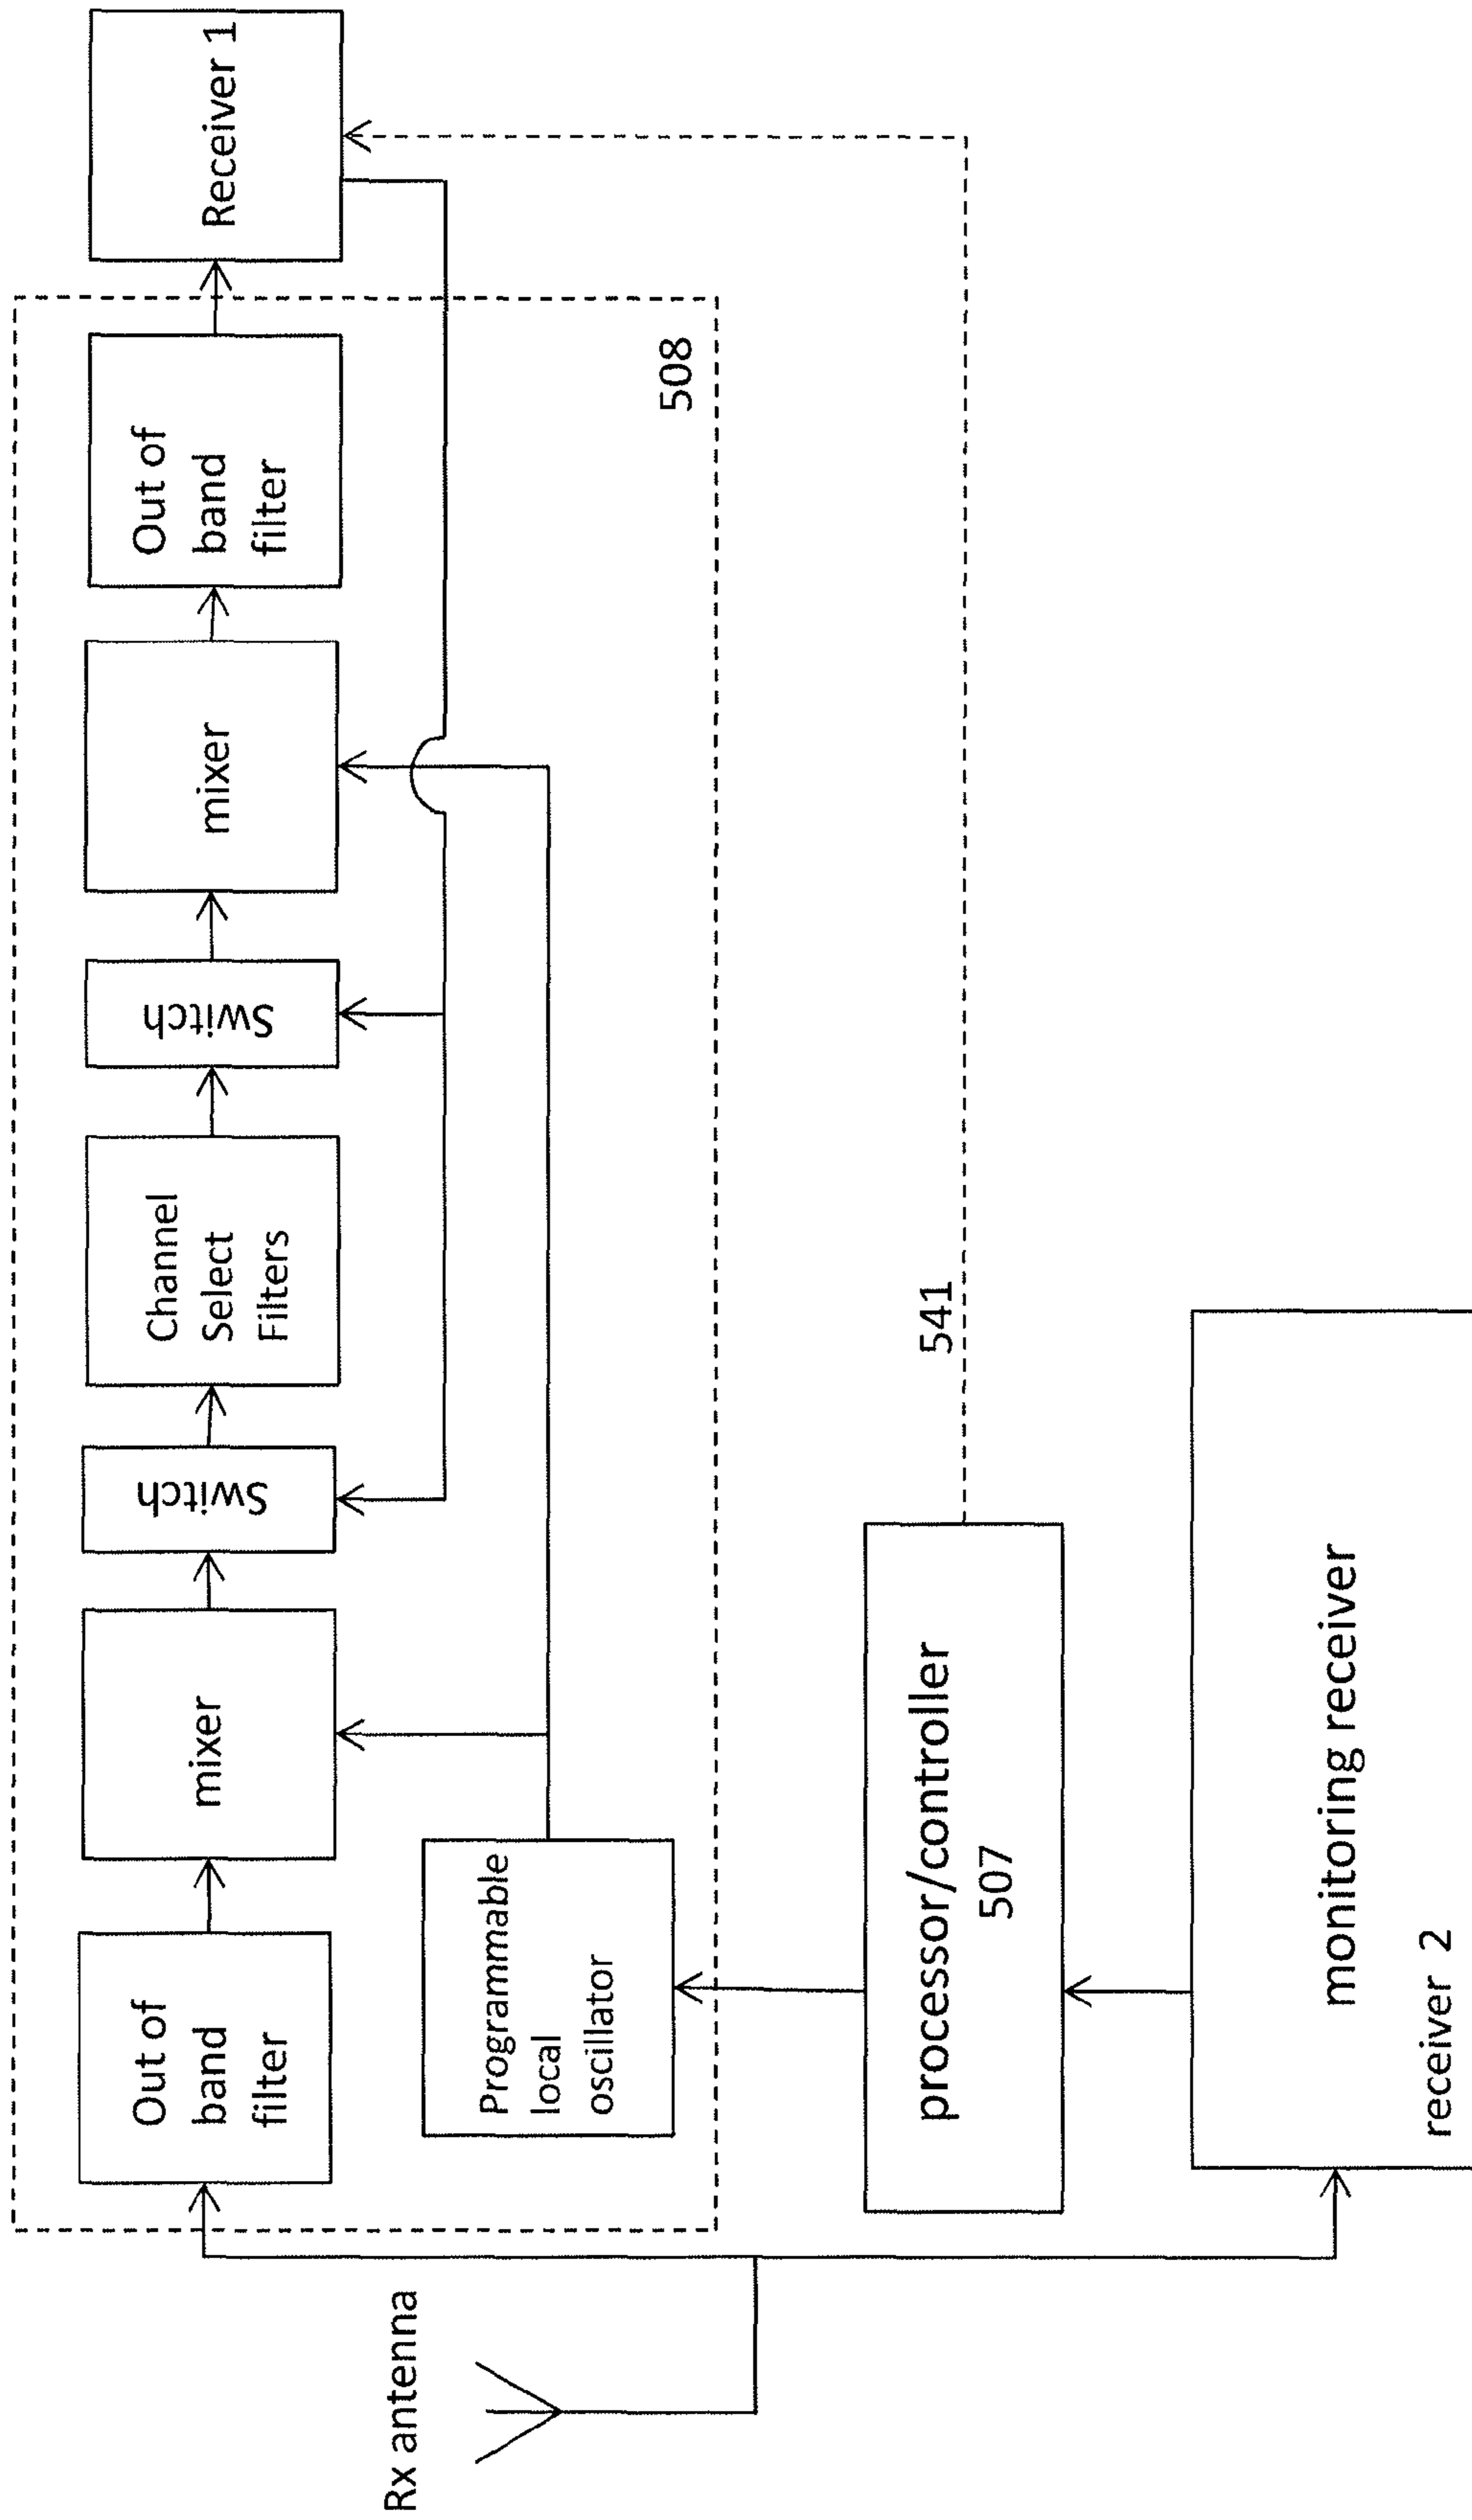 Rx antenna
Out of
band
filter
mixer
Switch
Channel
Select
Filters
Switch
mixer
Out of
band
filter
Receiver 1
Programmable
local
oscillator
508
processor/controller
507
541
monitoring receiver
receiver 2